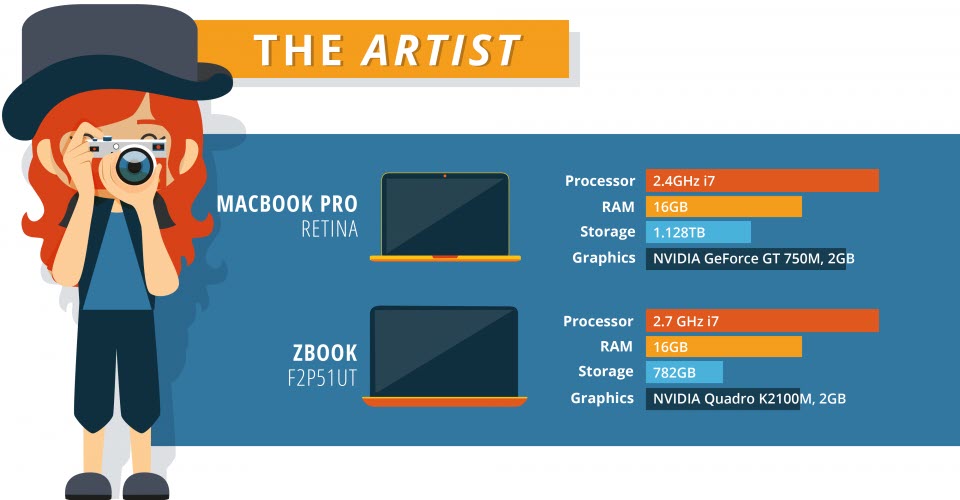 THE ARTIST
MACBOOK PRO
RETINA
Processor 2.4GHz i7
RAM 16GB
Storage 1,128TB
Graphics NVIDIA GeForce GT 750M, 2GB
ZBOOK
F2P51UT
Processor 2.7 GHz i7
RAM 16GB
Storage 782GB
Graphics NVIDIA Quadro K2100M, 2GB